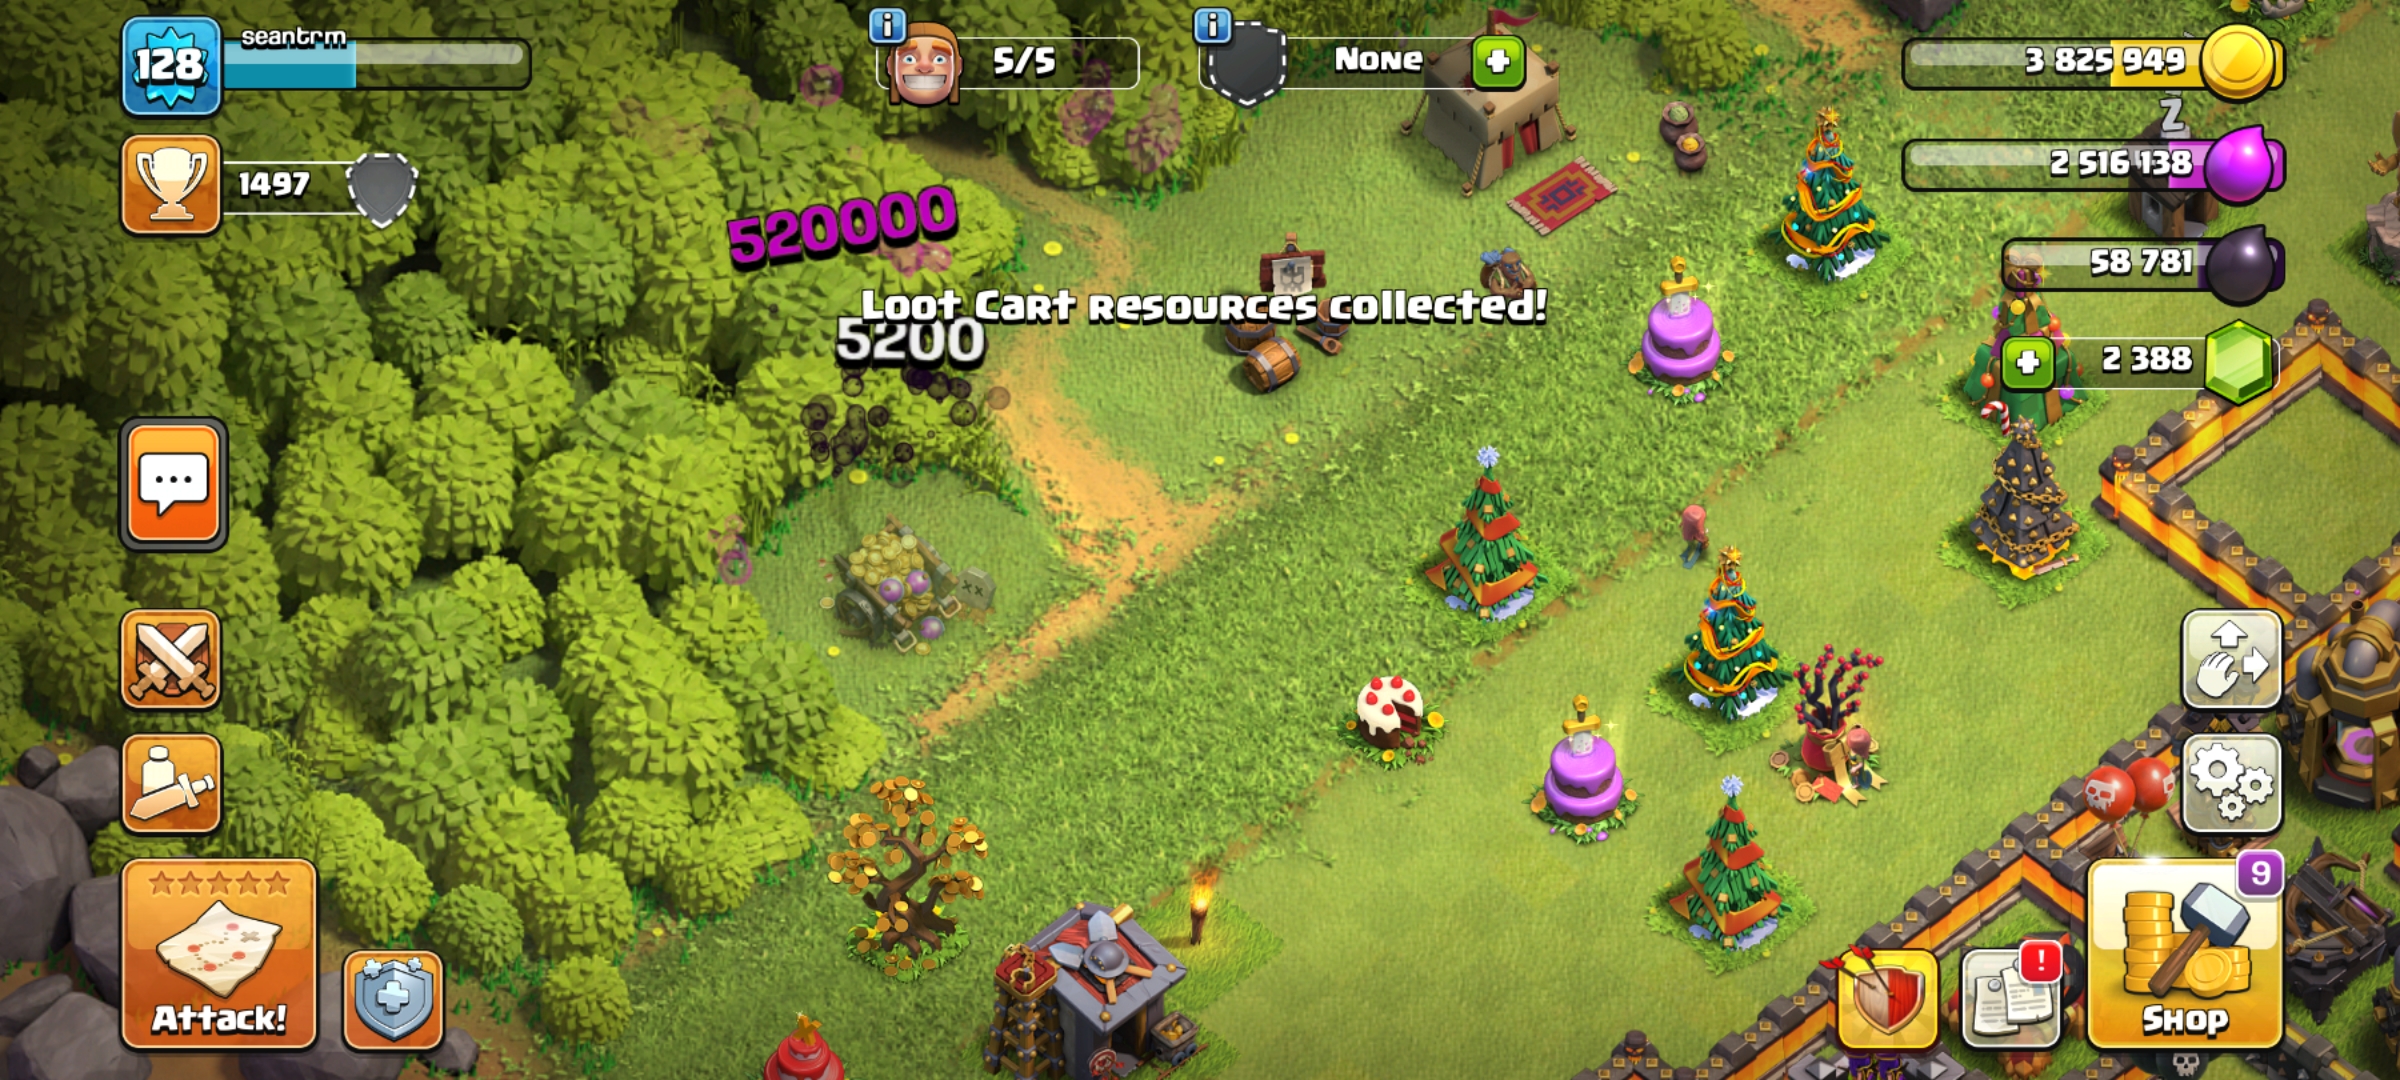 128
seantrm
5/5
None
3 825 949
1497
z
2 516 138
520000
58 781
Loot Cart resources collected!
5200
2 388
xx
9
!
Attack!
Shop